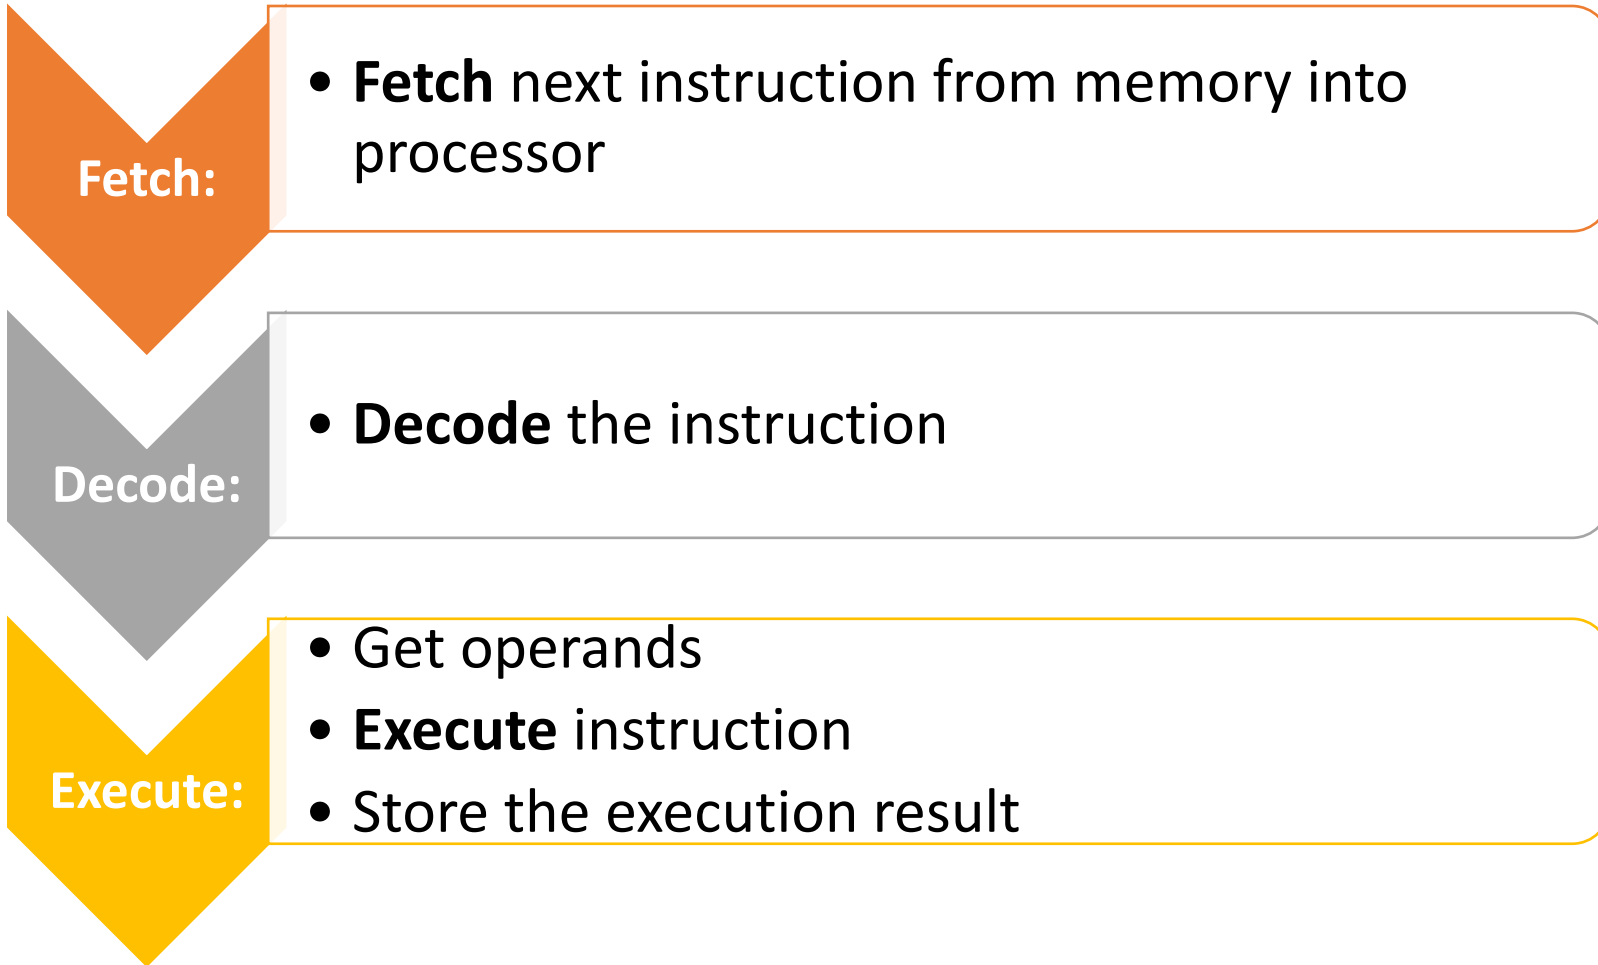 Fetch:
• Fetch next instruction from memory into
processor
Decode:
• Decode the instruction
Execute:
• Get operands
• Execute instruction
• Store the execution result